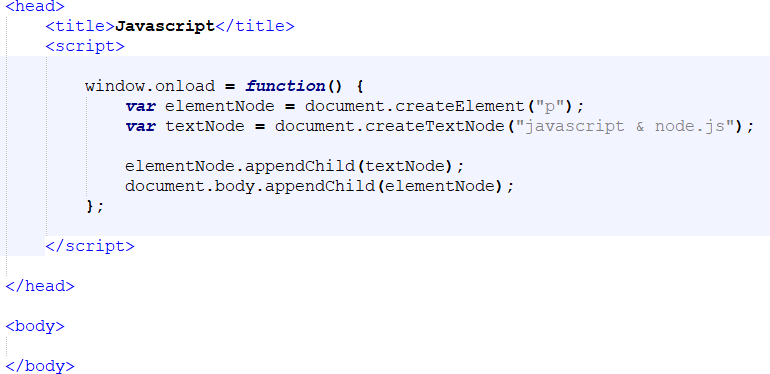 <head>
<title>Javascript</title>
<script>
window.onload = function() {
var elementNode = document.createElement("p");
var textNode = document.createTextNode("javascript & node.js");
elementNode.appendChild(textNode);
document.body.appendChild(elementNode);
};
</script>
</head>
<body>
</body>